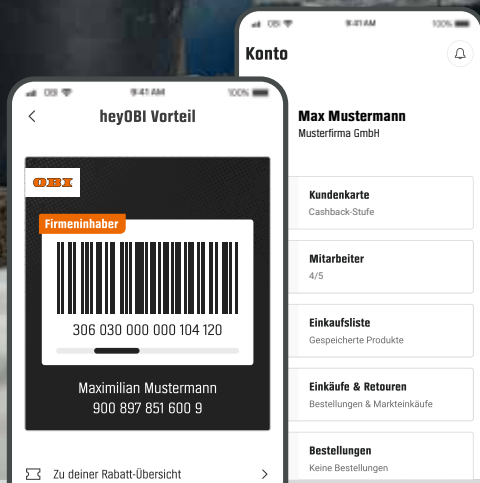 OBI
9:41 AM
100%
Konto
Max Mustermann
Musterfirma GmbH
Kundenkarte
Cashback-Stufe
Mitarbeiter
4/5
Einkaufsliste
Gespeicherte Produkte
Einkäufe & Retouren
Bestellungen & Markteinkäufe
Bestellungen
Keine Bestellungen
OBI
9:41 AM
100%
heyOBI Vorteil
OBI
Firmeninhaber
306 030 000 000 104 120
Maximilian Mustermann
900 897 851 600 9
Zu deiner Rabatt-Übersicht